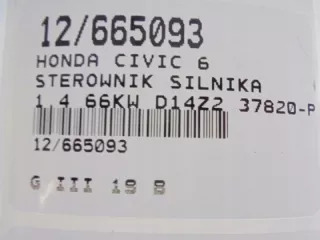 12/665093
HONDA CIVIC 6
STEROWNIK SILNIKA
1.4 66KW D14Z2 37820-P
12/665093
G III 19 B